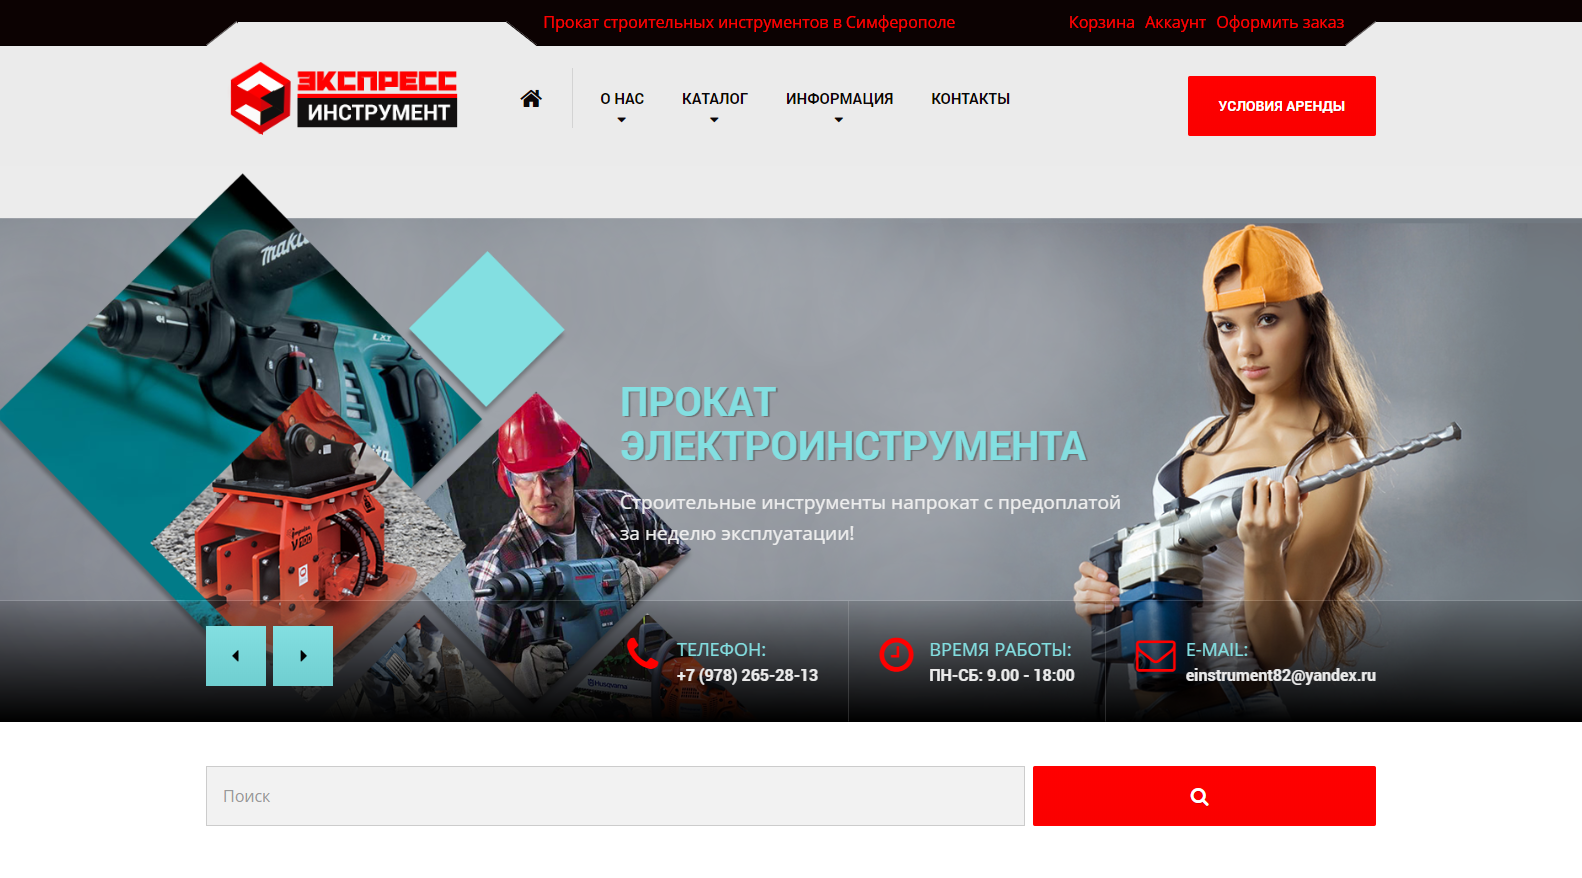 Прокат строительных инструментов в Симферополе
Корзина Аккаунт Оформить заказ
ЭКСПРЕСС
ИНСТРУМЕНТ
О НАС КАТАЛОГ ИНФОРМАЦИЯ КОНТАКТЫ
УСЛОВИЯ АРЕНДЫ
makita
LXT
ПРОКАТ
ЭЛЕКТРОИНСТРУМЕНТА
Строительные инструменты напрокат с предоплатой
за неделю эксплуатации!
ТЕЛЕФОН:
+7 (978) 265-28-13
ВРЕМЯ РАБОТЫ:
ПН-СБ: 9.00 - 18:00
E-MAIL:
einstrument82@yandex.ru
Husqvarna
Поиск